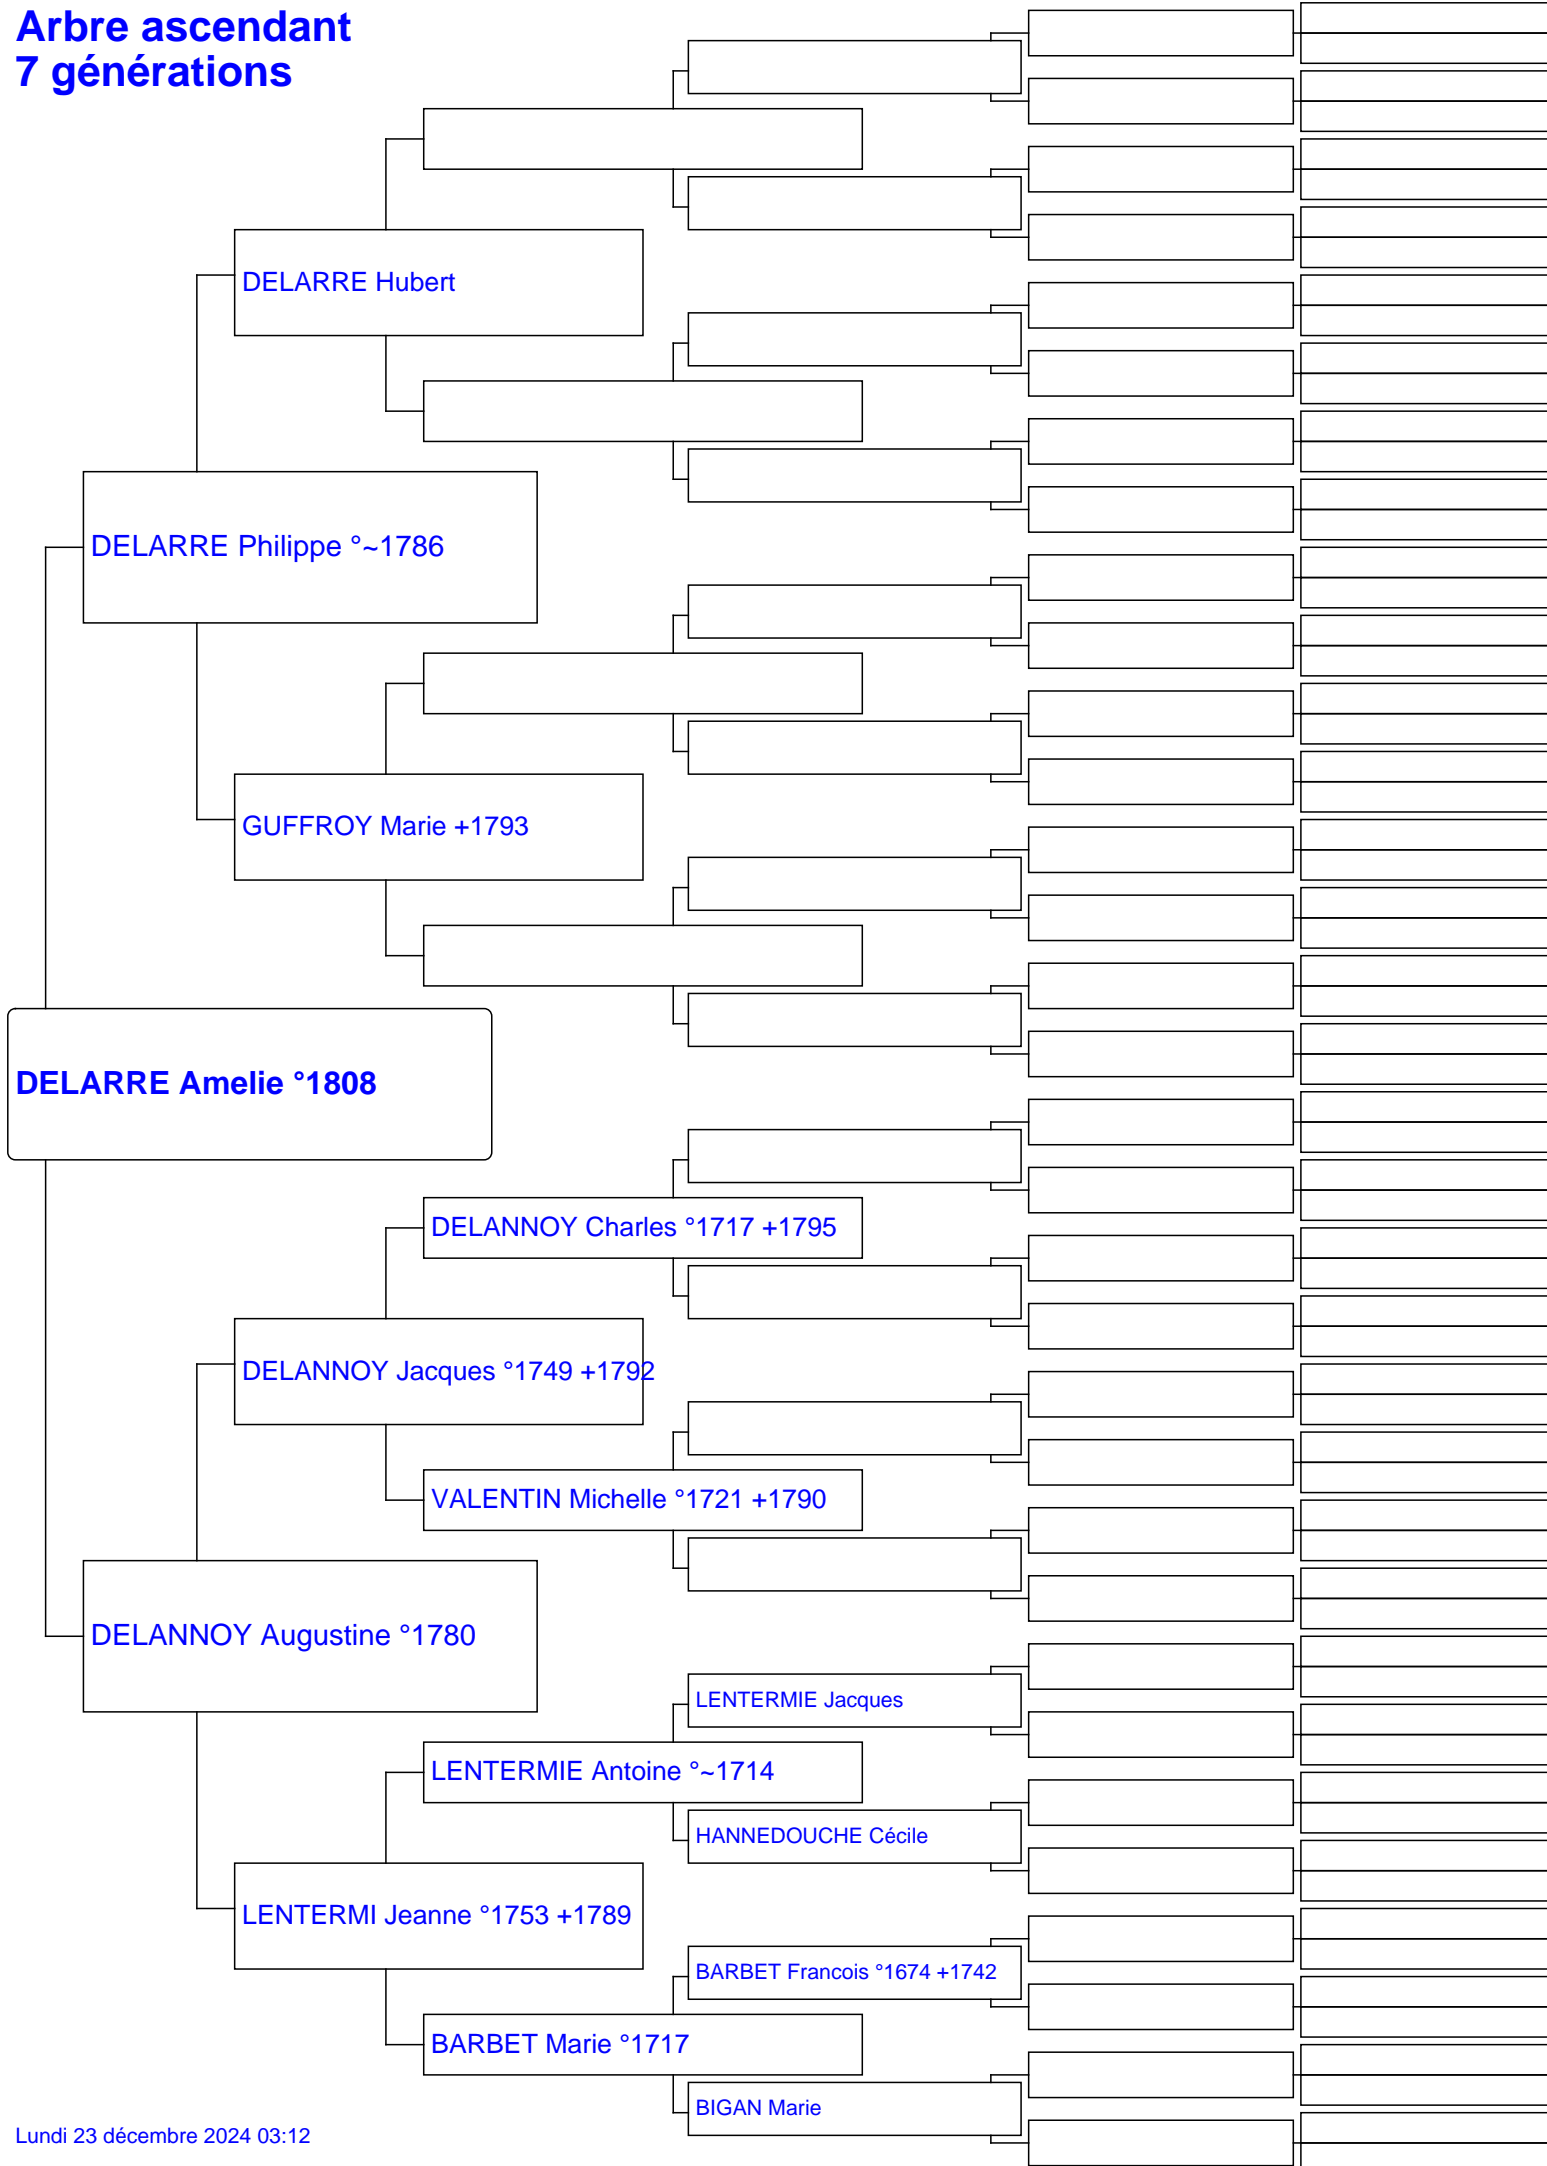 Arbre ascendant
7 générations
DELARRE Hubert
DELARRE Philippe °~1786
GUFFROY Marie +1793
DELARRE Amelie °1808
DELANNOY Charles °1717 +1795
DELANNOY Jacques °1749 +1792
VALENTIN Michelle °1721 +1790
DELANNOY Augustine °1780
LENTERMIE Jacques
LENTERMIE Antoine °~1714
HANNEDOUCHE Cécile
LENTERMI Jeanne °1753 +1789
BARBET Francois °1674 +1742
BARBET Marie °1717
BIGAN Marie
Lundi 23 décembre 2024 03:12